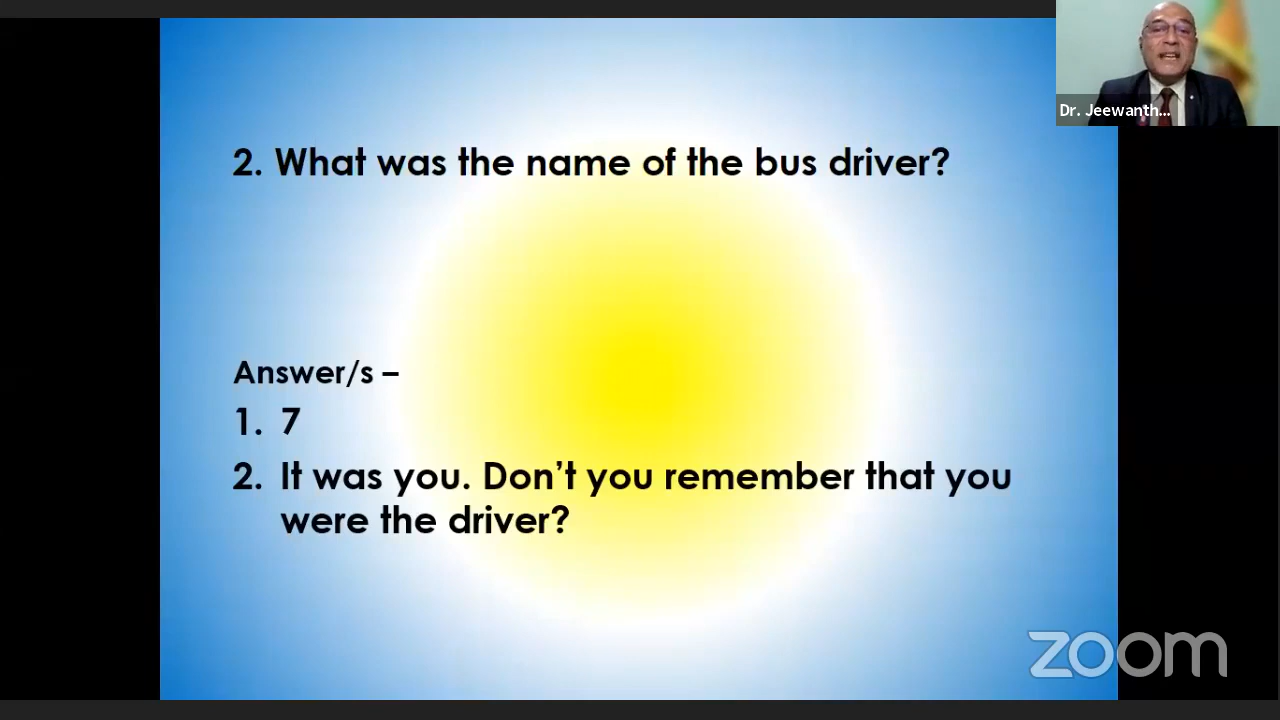 Dr. Jeewanth...
2. What was the name of the bus driver?
Answer/s –
1. 7
2. It was you. Don’t you remember that you
were the driver?
zoom